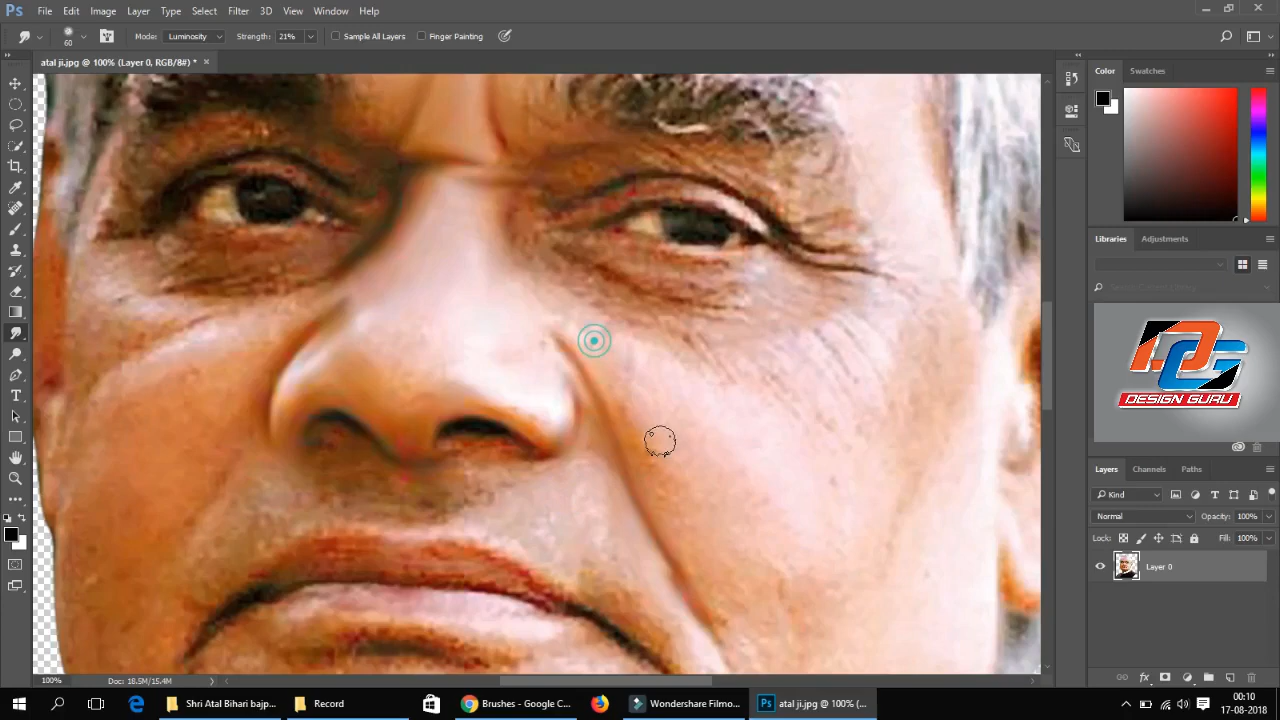 Ps File Edit Image Layer Type Select Filter 3D View Window Help
60 Mode: Luminosity Strength: 21% Sample All Layers Finger Painting
atal ji.jpg @ 100% (Layer 0, RGB/8#) * ×
Color Swatches
Libraries Adjustments
DG
DESIGN GURU
Layers Channels Paths
Kind
Normal Opacity: 100%
Lock: Fill: 100%
Layer 0
100% Doc: 18.5M/15.4M
Shri Atal Bihari bajp... Record Brushes - Google C... Wondershare Filmo... Ps atal ji.jpg @ 100% (... 00:10
17-08-2018